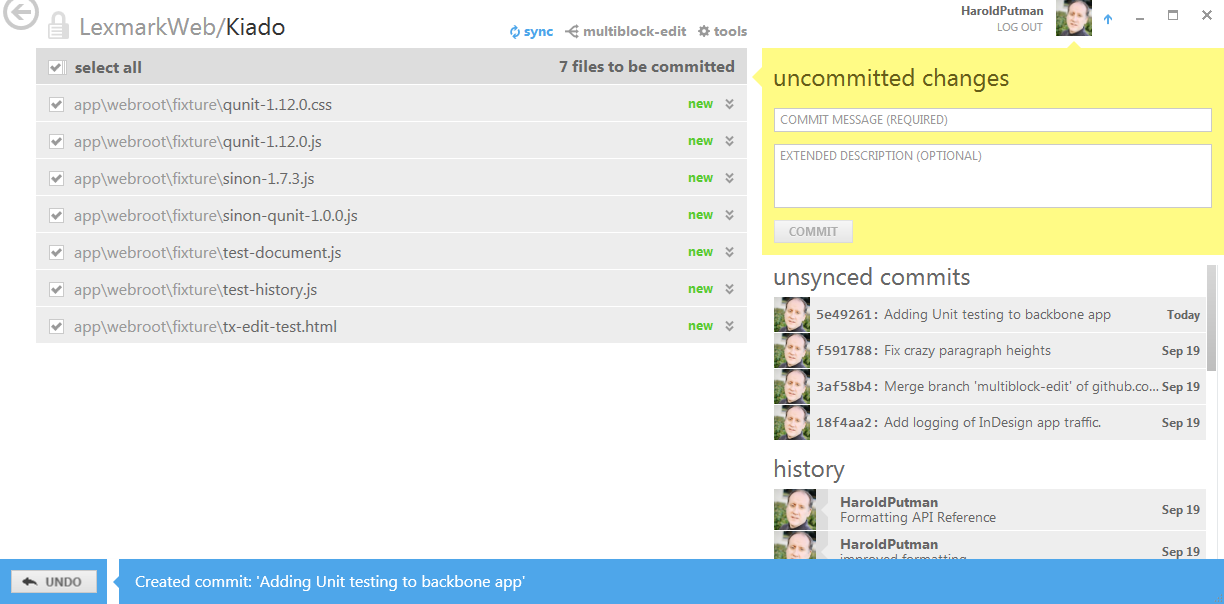 LexmarkWeb/Kiado
sync
multiblock-edit
tools
HaroldPutman
LOG OUT
select all
7 files to be committed
app\webroot\fixture\qunit-1.12.0.css new
app\webroot\fixture\qunit-1.12.0.js new
app\webroot\fixture\sinon-1.7.3.js new
app\webroot\fixture\sinon-qunit-1.0.0.js new
app\webroot\fixture\test-document.js new
app\webroot\fixture\test-history.js new
app\webroot\fixture\tx-edit-test.html new
uncommitted changes
COMMIT MESSAGE (REQUIRED)
EXTENDED DESCRIPTION (OPTIONAL)
COMMIT
unsynced commits
5e49261: Adding Unit testing to backbone app Today
f591788: Fix crazy paragraph heights Sep 19
3af58b4: Merge branch 'multiblock-edit' of github.co... Sep 19
18f4aa2: Add logging of InDesign app traffic. Sep 19
history
HaroldPutman
Formatting API Reference
Sep 19
HaroldPutman
improved formatting
Sep 19
UNDO
Created commit: 'Adding Unit testing to backbone app'